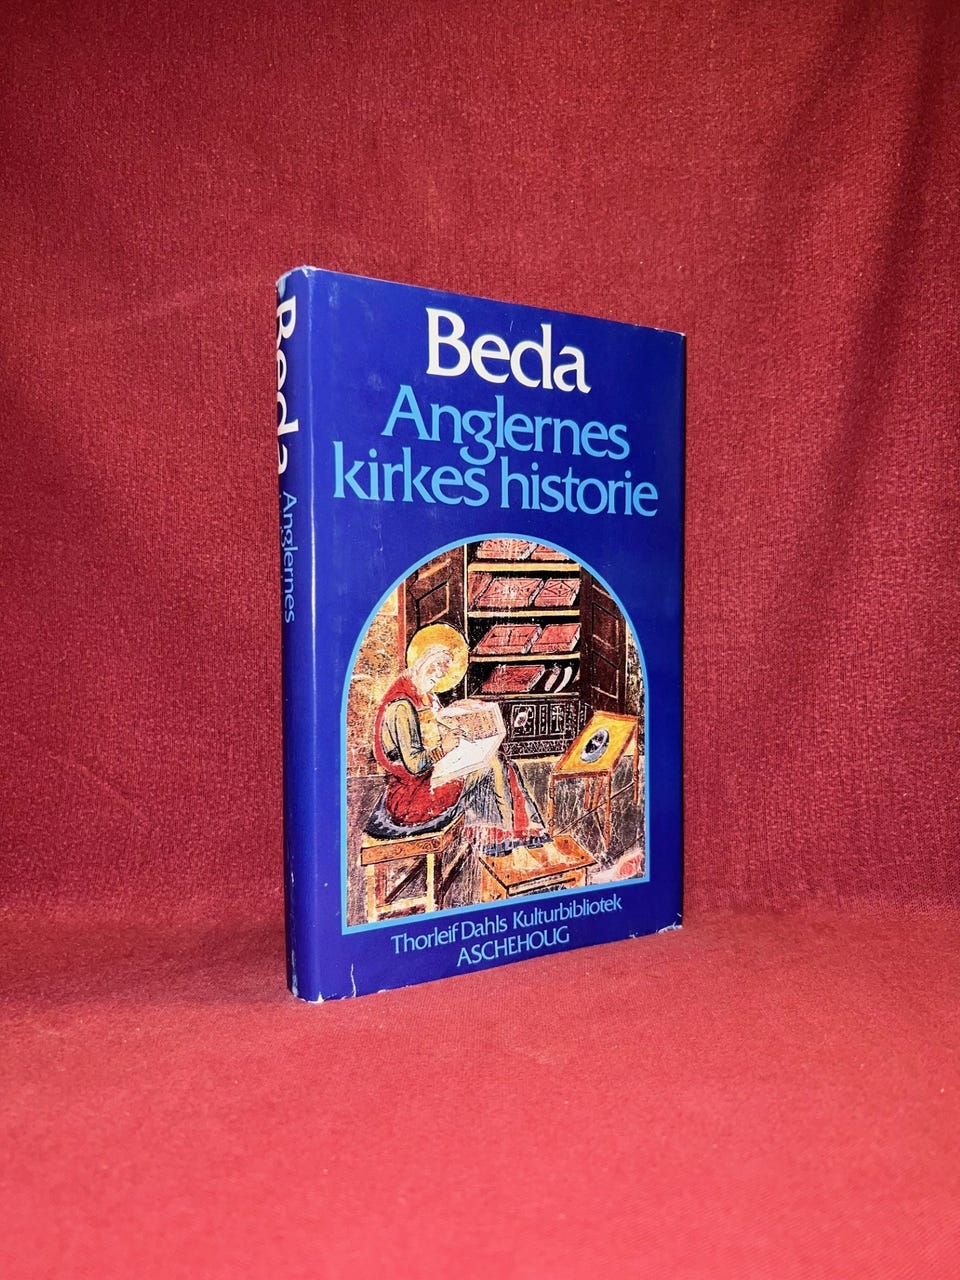 Beda
Anglernes
kirkes historie
Thorleif Dahls Kulturbibliotek
ASCHEHOUG
Beda Anglernes